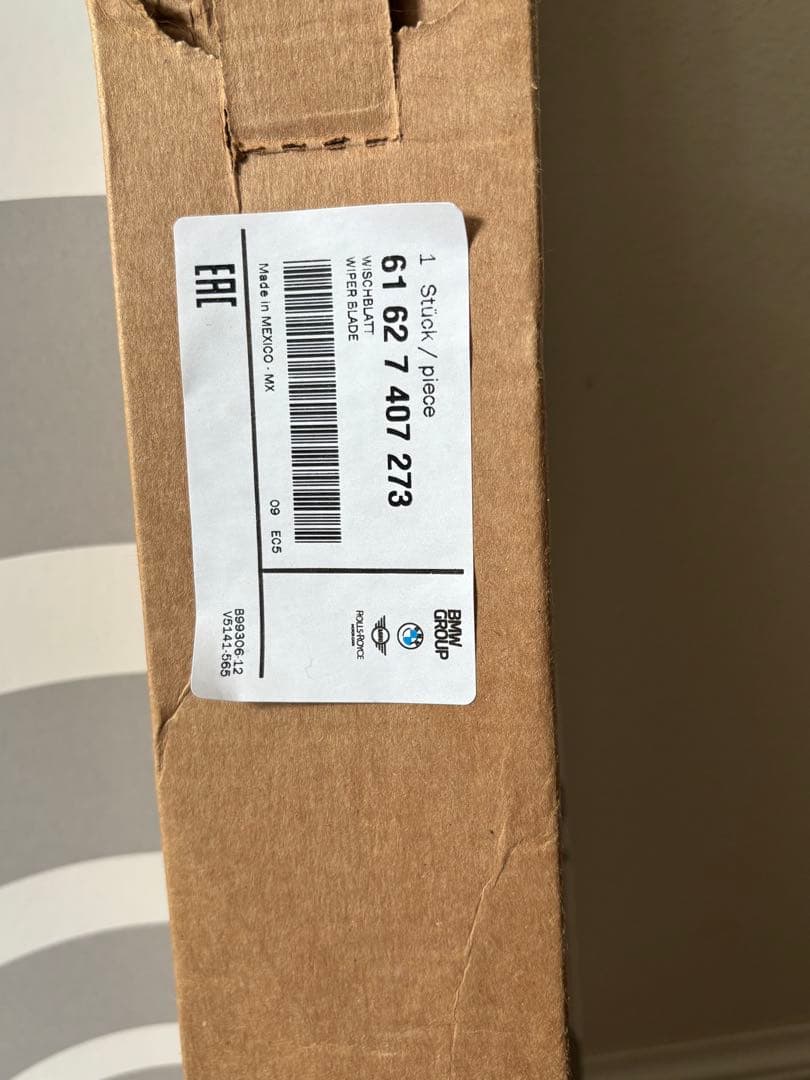 1 Stück / piece
61 62 7 407 273
WISCHBLATT
WIPER BLADE
Made in MEXICO - MX
09 EC5
EAC
BMW
GROUP
ROLLS-ROYCE
B99306.12
V5141.565